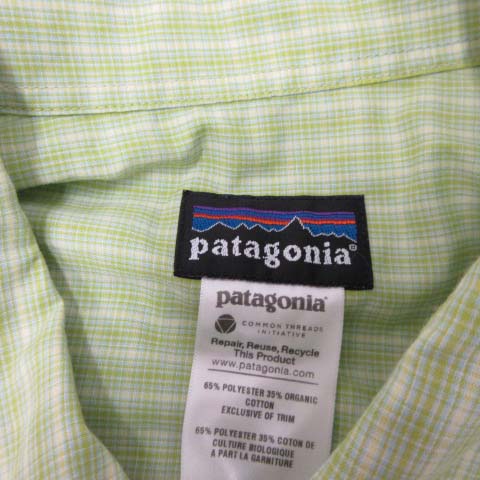 patagonia®
patagonia®
COMMON THREADS
INITIATIVE
Repair, Reuse, Recycle
This Product
www.patagonia.com
65% POLYESTER 35% ORGANIC
COTTON
EXCLUSIVE OF TRIM
65% POLYESTER 35% COTON DE
CULTURE BIOLOGIQUE
A PART LA GARNITURE